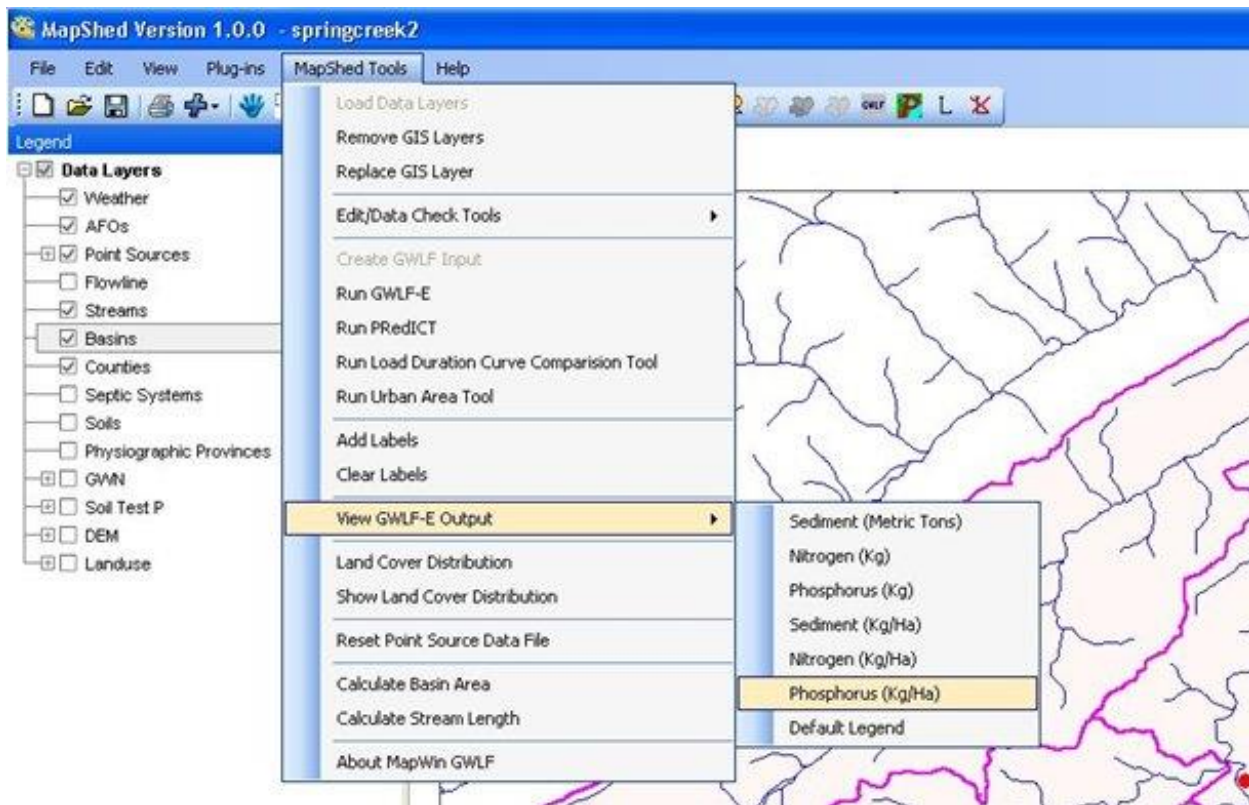 MapShed Version 1.0.0 - springcreek2
File Edit View Plug-ins MapShed Tools Help
Legend
Data Layers
Weather
AFOs
Point Sources
Flowline
Streams
Basins
Counties
Septic Systems
Soils
Physiographic Provinces
GWN
Soil Test P
DEM
Landuse
Load Data Layers
Remove GIS Layers
Replace GIS Layer
Edit/Data Check Tools
Create GWLF Input
Run GWLF-E
Run PRedICT
Run Load Duration Curve Comparision Tool
Run Urban Area Tool
Add Labels
Clear Labels
View GWLF-E Output
Land Cover Distribution
Show Land Cover Distribution
Reset Point Source Data File
Calculate Basin Area
Calculate Stream Length
About MapWin GWLF
Sediment (Metric Tons)
Nitrogen (Kg)
Phosphorus (Kg)
Sediment (Kg/Ha)
Nitrogen (Kg/Ha)
Phosphorus (Kg/Ha)
Default Legend
GWLF P L